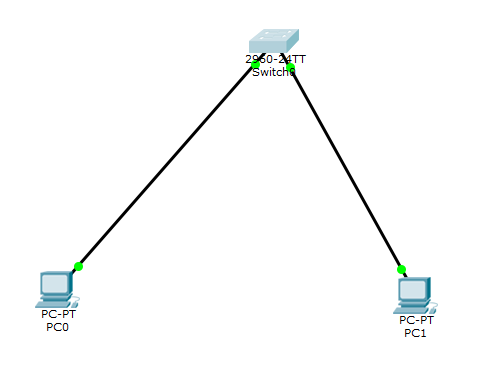 2960-24TT
Switch0
PC-PT
PC0
PC-PT
PC1